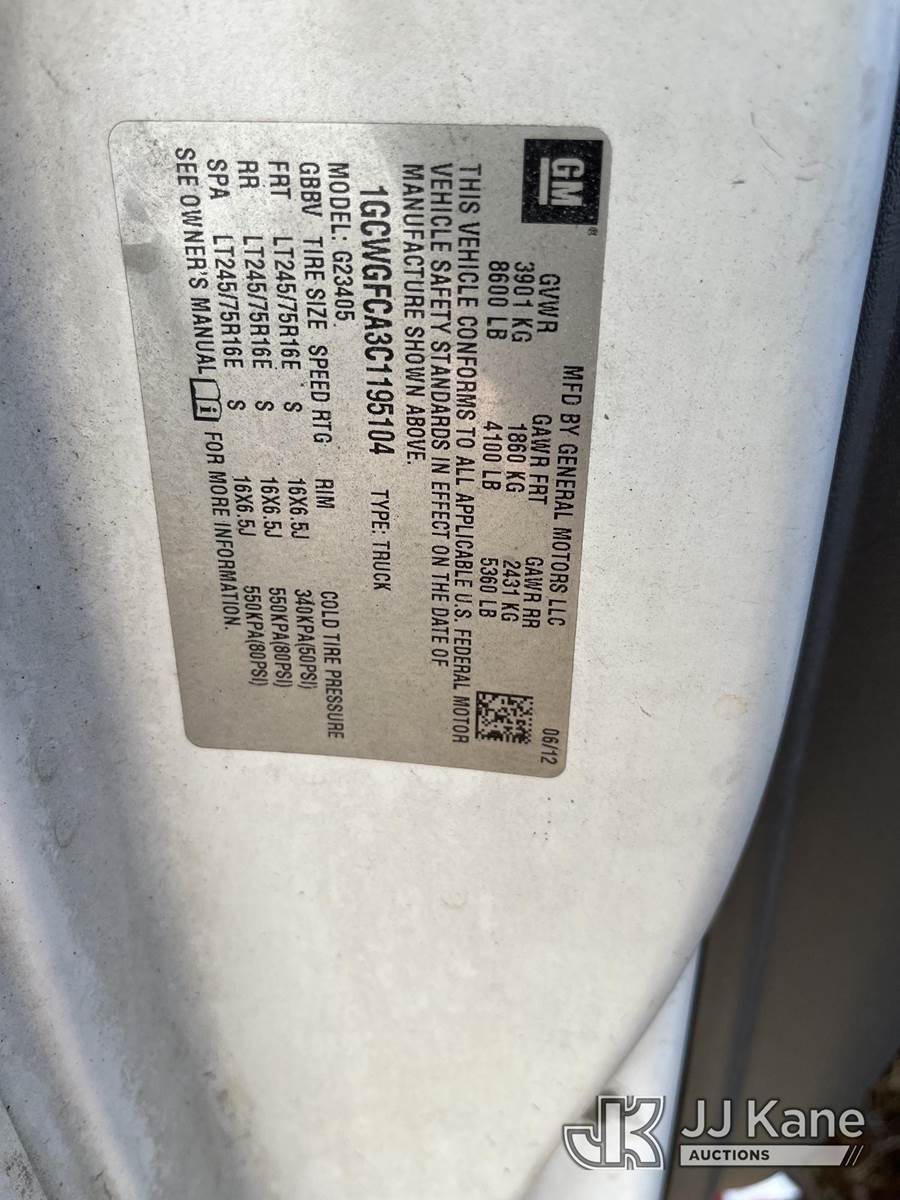 GM
®
MFD BY GENERAL MOTORS LLC 06/12
GVWR GAWR FRT GAWR RR
3901 KG 1860 KG 2431 KG
8600 LB 4100 LB 5360 LB
THIS VEHICLE CONFORMS TO ALL APPLICABLE U.S. FEDERAL MOTOR
VEHICLE SAFETY STANDARDS IN EFFECT ON THE DATE OF
MANUFACTURE SHOWN ABOVE.
1GCWGFCA3C1195104 TYPE: TRUCK
MODEL: G23405
GBBV TIRE SIZE SPEED RTG RIM COLD TIRE PRESSURE
FRT LT245/75R16E S 16X6.5J 340KPA(50PSI)
RR LT245/75R16E S 16X6.5J 550KPA(80PSI)
SPA LT245/75R16E S 16X6.5J 550KPA(80PSI)
SEE OWNER'S MANUAL FOR MORE INFORMATION.
JK JJ Kane
AUCTIONS